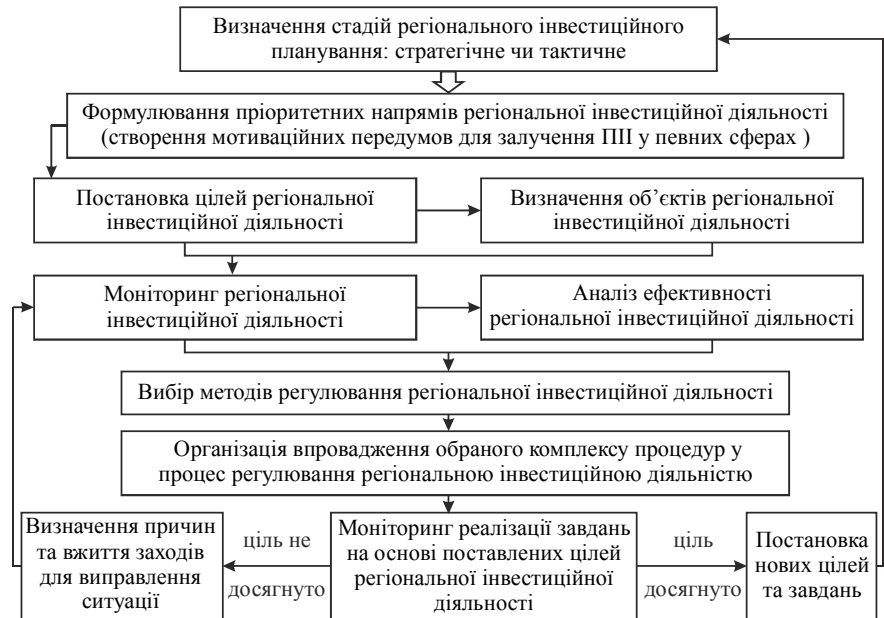 Визначення стадій регіонального інвестиційного
планування: стратегічне чи тактичне
Формулювання пріоритетних напрямів регіональної інвестиційної діяльності
(створення мотиваційних передумов для залучення ПІІ у певних сферах )
Постановка цілей регіональної
інвестиційної діяльності
Визначення об’єктів регіональної
інвестиційної діяльності
Моніторинг регіональної
інвестиційної діяльності
Аналіз ефективності
регіональної інвестиційної діяльності
Вибір методів регулювання регіональної інвестиційної діяльності
Організація впровадження обраного комплексу процедур у
процес регулювання регіональною інвестиційною діяльністю
Визначення причин
та вжиття заходів
для виправлення
ситуації
ціль не
досягнуто
Моніторинг реалізації завдань
на основі поставлених цілей
регіональної інвестиційної
діяльності
ціль
досягнуто
Постановка
нових цілей
та завдань